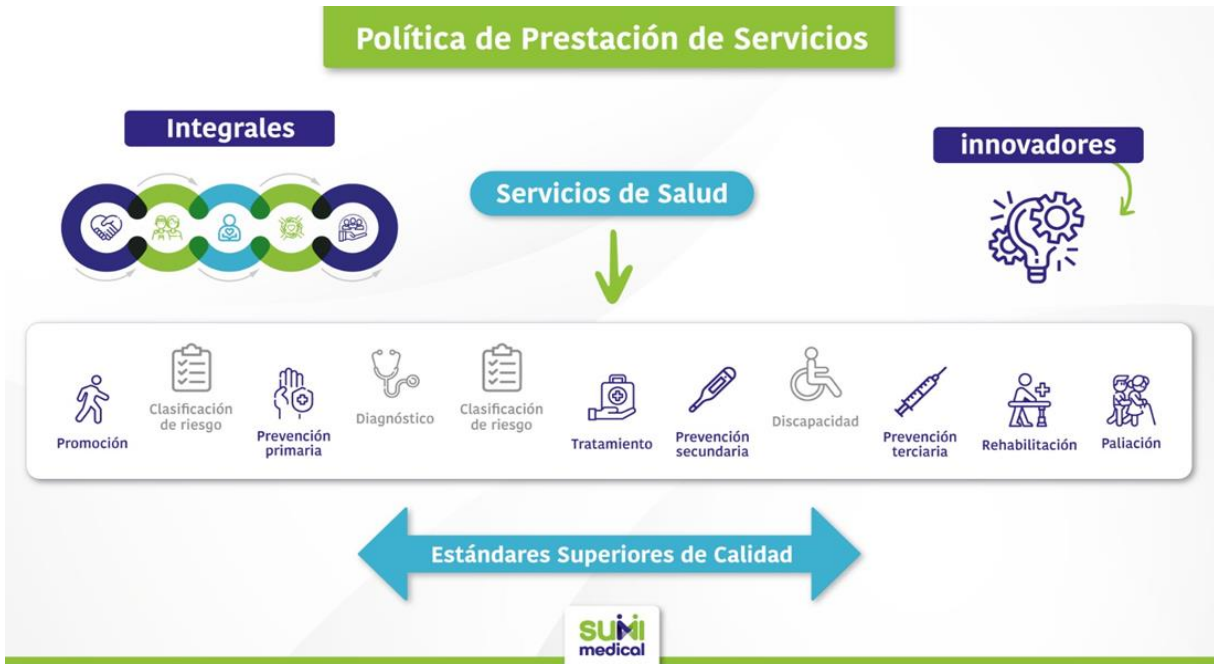 Política de Prestación de Servicios
Integrales
innovadores
Servicios de Salud
Promoción
Clasificación
de riesgo
Prevención
primaria
Diagnóstico
Clasificación
de riesgo
Tratamiento
Prevención
secundaria
Discapacidad
Prevención
terciaria
Rehabilitación
Paliación
Estándares Superiores de Calidad
SUMI
medical